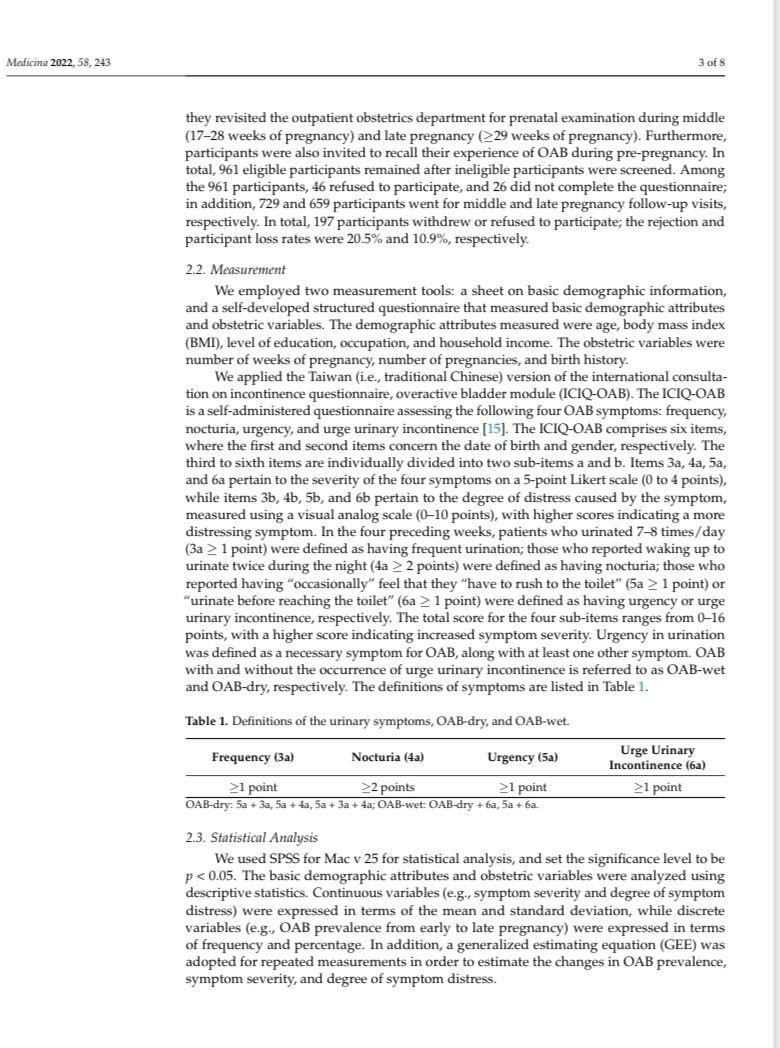 Medicina 2022, 58, 243
3 of 8
they revisited the outpatient obstetrics department for prenatal examination during middle
(17–28 weeks of pregnancy) and late pregnancy (≥29 weeks of pregnancy). Furthermore,
participants were also invited to recall their experience of OAB during pre-pregnancy. In
total, 961 eligible participants remained after ineligible participants were screened. Among
the 961 participants, 46 refused to participate, and 26 did not complete the questionnaire;
in addition, 729 and 659 participants went for middle and late pregnancy follow-up visits,
respectively. In total, 197 participants withdrew or refused to participate; the rejection and
participant loss rates were 20.5% and 10.9%, respectively.
2.2. Measurement
We employed two measurement tools: a sheet on basic demographic information,
and a self-developed structured questionnaire that measured basic demographic attributes
and obstetric variables. The demographic attributes measured were age, body mass index
(BMI), level of education, occupation, and household income. The obstetric variables were
number of weeks of pregnancy, number of pregnancies, and birth history.
We applied the Taiwan (i.e., traditional Chinese) version of the international consulta-
tion on incontinence questionnaire, overactive bladder module (ICIQ-OAB). The ICIQ-OAB
is a self-administered questionnaire assessing the following four OAB symptoms: frequency,
nocturia, urgency, and urge urinary incontinence [15]. The ICIQ-OAB comprises six items,
where the first and second items concern the date of birth and gender, respectively. The
third to sixth items are individually divided into two sub-items a and b. Items 3a, 4a, 5a,
and 6a pertain to the severity of the four symptoms on a 5-point Likert scale (0 to 4 points),
while items 3b, 4b, 5b, and 6b pertain to the degree of distress caused by the symptom,
measured using a visual analog scale (0–10 points), with higher scores indicating a more
distressing symptom. In the four preceding weeks, patients who urinated 7–8 times/day
(3a ≥ 1 point) were defined as having frequent urination; those who reported waking up to
urinate twice during the night (4a ≥ 2 points) were defined as having nocturia; those who
reported having “occasionally” feel that they “have to rush to the toilet” (5a ≥ 1 point) or
“urinate before reaching the toilet” (6a ≥ 1 point) were defined as having urgency or urge
urinary incontinence, respectively. The total score for the four sub-items ranges from 0–16
points, with a higher score indicating increased symptom severity. Urgency in urination
was defined as a necessary symptom for OAB, along with at least one other symptom. OAB
with and without the occurrence of urge urinary incontinence is referred to as OAB-wet
and OAB-dry, respectively. The definitions of symptoms are listed in Table 1.
Table 1. Definitions of the urinary symptoms, OAB-dry, and OAB-wet.
Frequency (3a) Nocturia (4a) Urgency (5a) Urge Urinary
Incontinence (6a)
≥1 point ≥2 points ≥1 point ≥1 point
OAB-dry: 5a + 3a, 5a + 4a, 5a + 3a + 4a; OAB-wet: OAB-dry + 6a, 5a + 6a.
2.3. Statistical Analysis
We used SPSS for Mac v 25 for statistical analysis, and set the significance level to be
p < 0.05. The basic demographic attributes and obstetric variables were analyzed using
descriptive statistics. Continuous variables (e.g., symptom severity and degree of symptom
distress) were expressed in terms of the mean and standard deviation, while discrete
variables (e.g., OAB prevalence from early to late pregnancy) were expressed in terms
of frequency and percentage. In addition, a generalized estimating equation (GEE) was
adopted for repeated measurements in order to estimate the changes in OAB prevalence,
symptom severity, and degree of symptom distress.